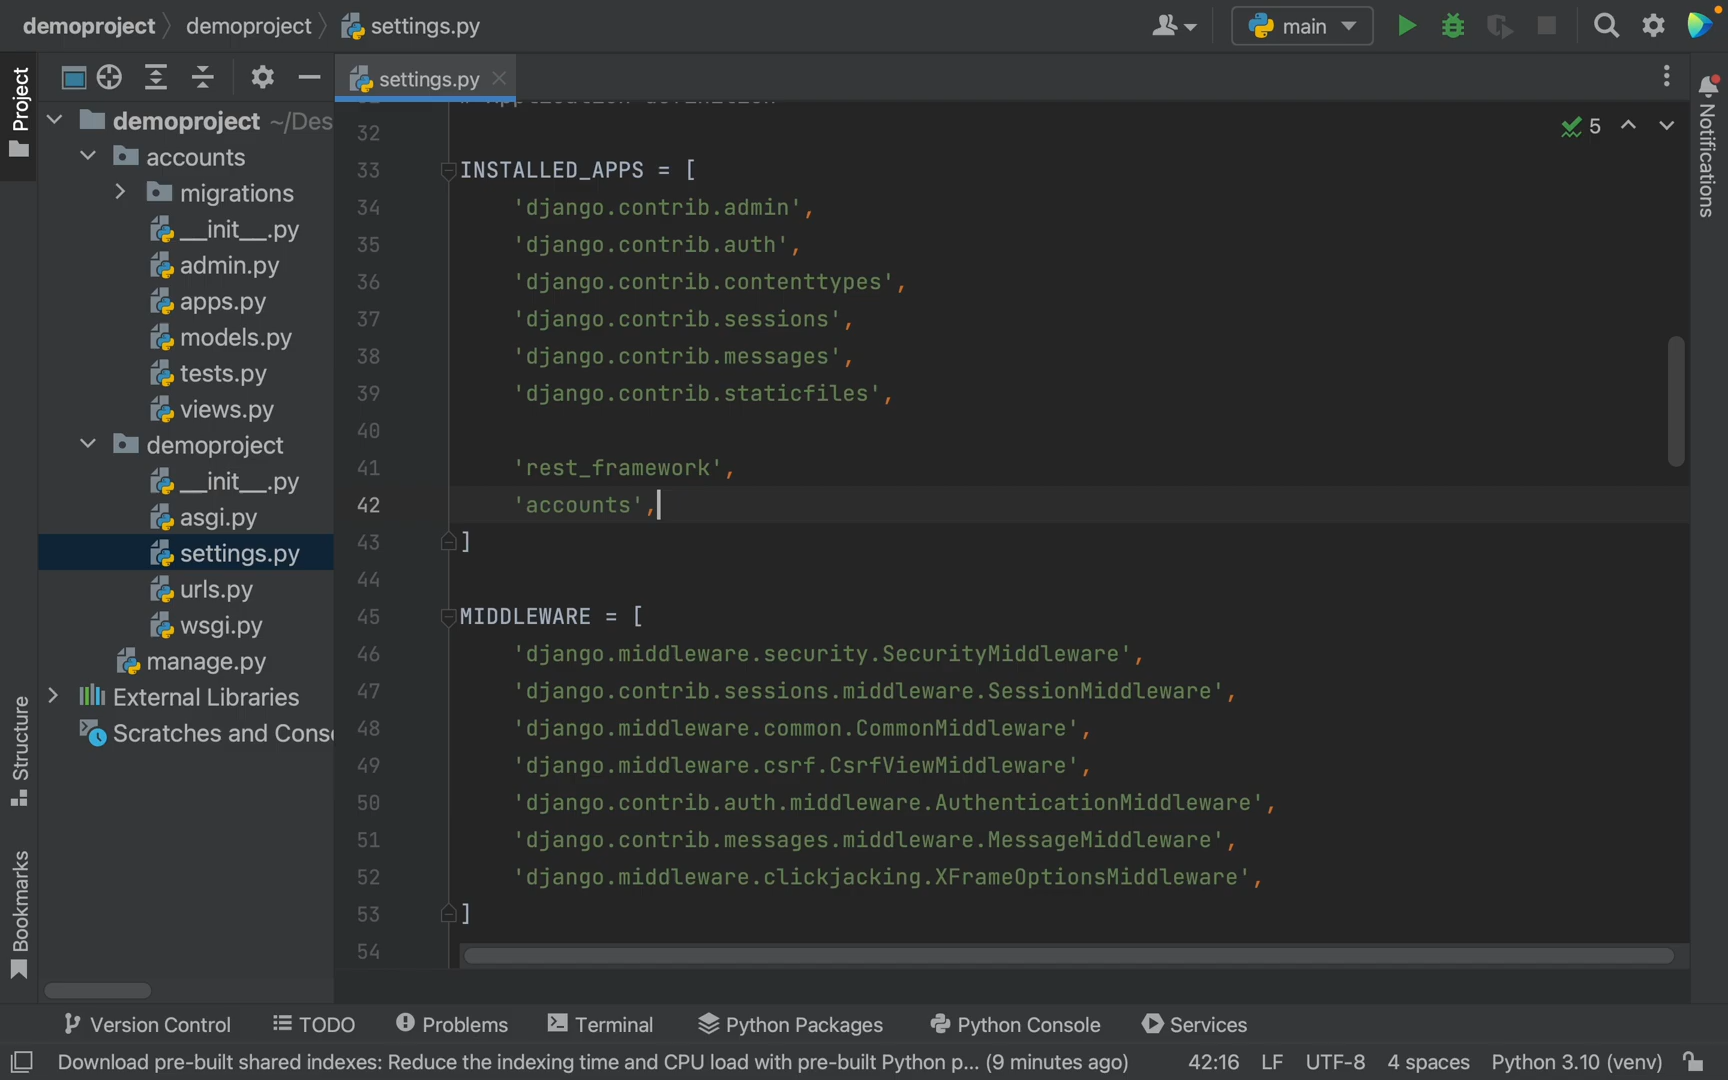 demoproject
demoproject
settings.py
main
Project
settings.py
demoproject ~/Des
accounts
migrations
__init__.py
admin.py
apps.py
models.py
tests.py
views.py
demoproject
__init__.py
asgi.py
settings.py
urls.py
wsgi.py
manage.py
External Libraries
Scratches and Conso
Structure
Bookmarks
# Application definition
32
33 INSTALLED_APPS = [
34 'django.contrib.admin',
35 'django.contrib.auth',
36 'django.contrib.contenttypes',
37 'django.contrib.sessions',
38 'django.contrib.messages',
39 'django.contrib.staticfiles',
40
41 'rest_framework',
42 'accounts',
43 ]
44
45 MIDDLEWARE = [
46 'django.middleware.security.SecurityMiddleware',
47 'django.contrib.sessions.middleware.SessionMiddleware',
48 'django.middleware.common.CommonMiddleware',
49 'django.middleware.csrf.CsrfViewMiddleware',
50 'django.contrib.auth.middleware.AuthenticationMiddleware',
51 'django.contrib.messages.middleware.MessageMiddleware',
52 'django.middleware.clickjacking.XFrameOptionsMiddleware',
53 ]
54
5
Notifications
Version Control
TODO
Problems
Terminal
Python Packages
Python Console
Services
Download pre-built shared indexes: Reduce the indexing time and CPU load with pre-built Python p... (9 minutes ago)
42:16
LF
UTF-8
4 spaces
Python 3.10 (venv)